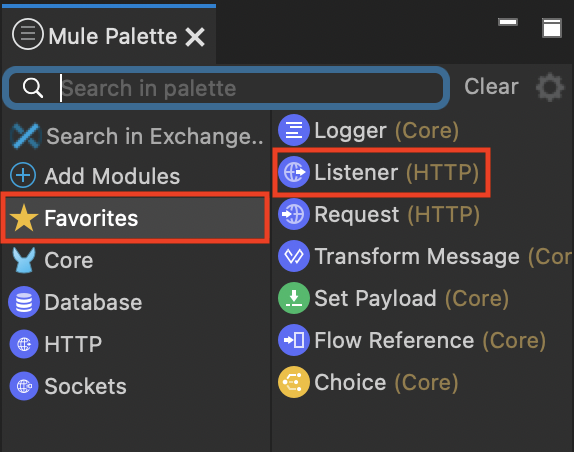 Mule Palette
Search in palette
Clear
Search in Exchange..
Add Modules
Favorites
Core
Database
HTTP
Sockets
Logger (Core)
Listener (HTTP)
Request (HTTP)
Transform Message (Cor
Set Payload (Core)
Flow Reference (Core)
Choice (Core)